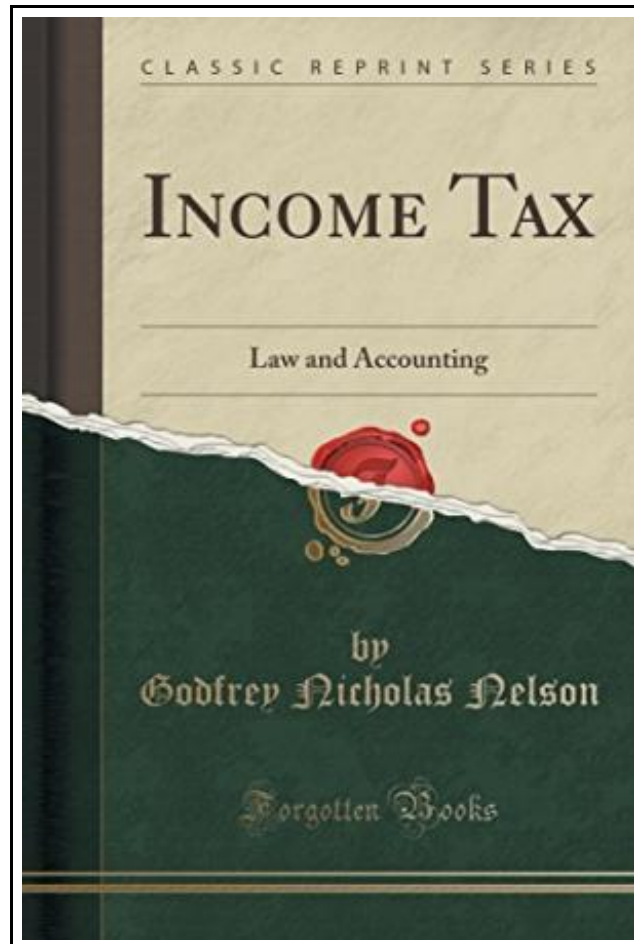 CLASSIC REPRINT SERIES
INCOME TAX
Law and Accounting
by
Godfrey Nicholas Nelson
Forgotten Books